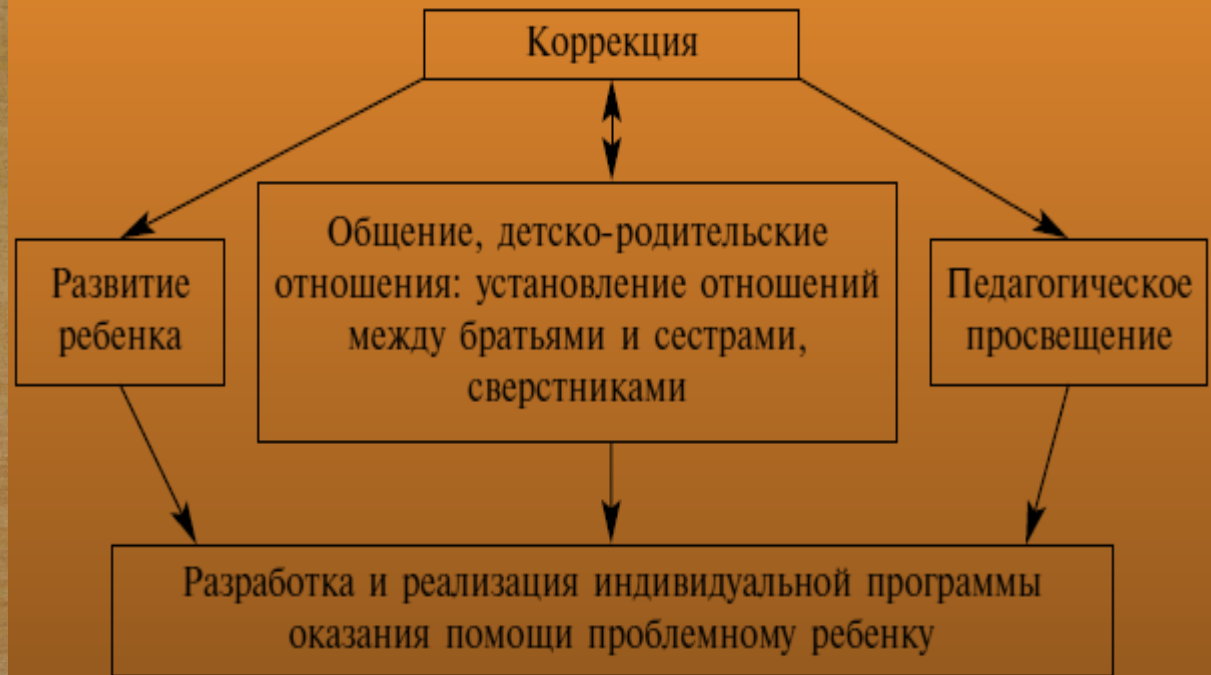 Коррекция
Развитие
ребенка
Общение, детско-родительские
отношения: установление отношений
между братьями и сестрами,
сверстниками
Педагогическое
просвещение
Разработка и реализация индивидуальной программы
оказания помощи проблемному ребенку